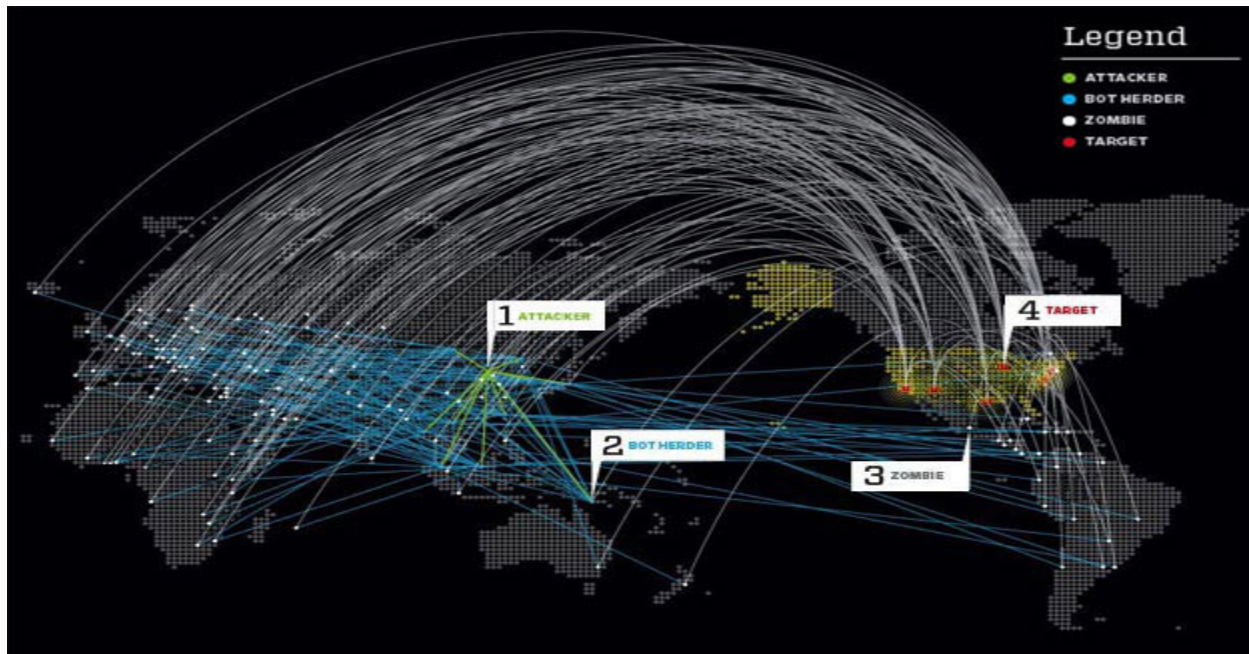 Legend
ATTACKER
BOT HERDER
ZOMBIE
TARGET
1 ATTACKER
4 TARGET
2 BOT HERDER
3 ZOMBIE